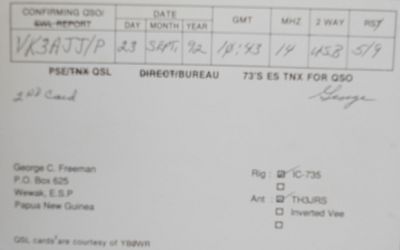 CONFIRMING QSO/ DATE GMT MHZ 2 WAY RST
SWL REPORT DAY MONTH YEAR
VK3AJJ/P 23 SEPT 92 10:43 14 USB 5/9
PSE/TNX QSL DIRECT/BUREAU 73'S ES TNX FOR QSO
2ND Card George
George C. Freeman
P.O. Box 625
Wewak, E.S.P
Papua New Guinea
Rig : IC-735
Ant : TH3JRS
Inverted Vee
QSL cards are courtesy of YBØWR